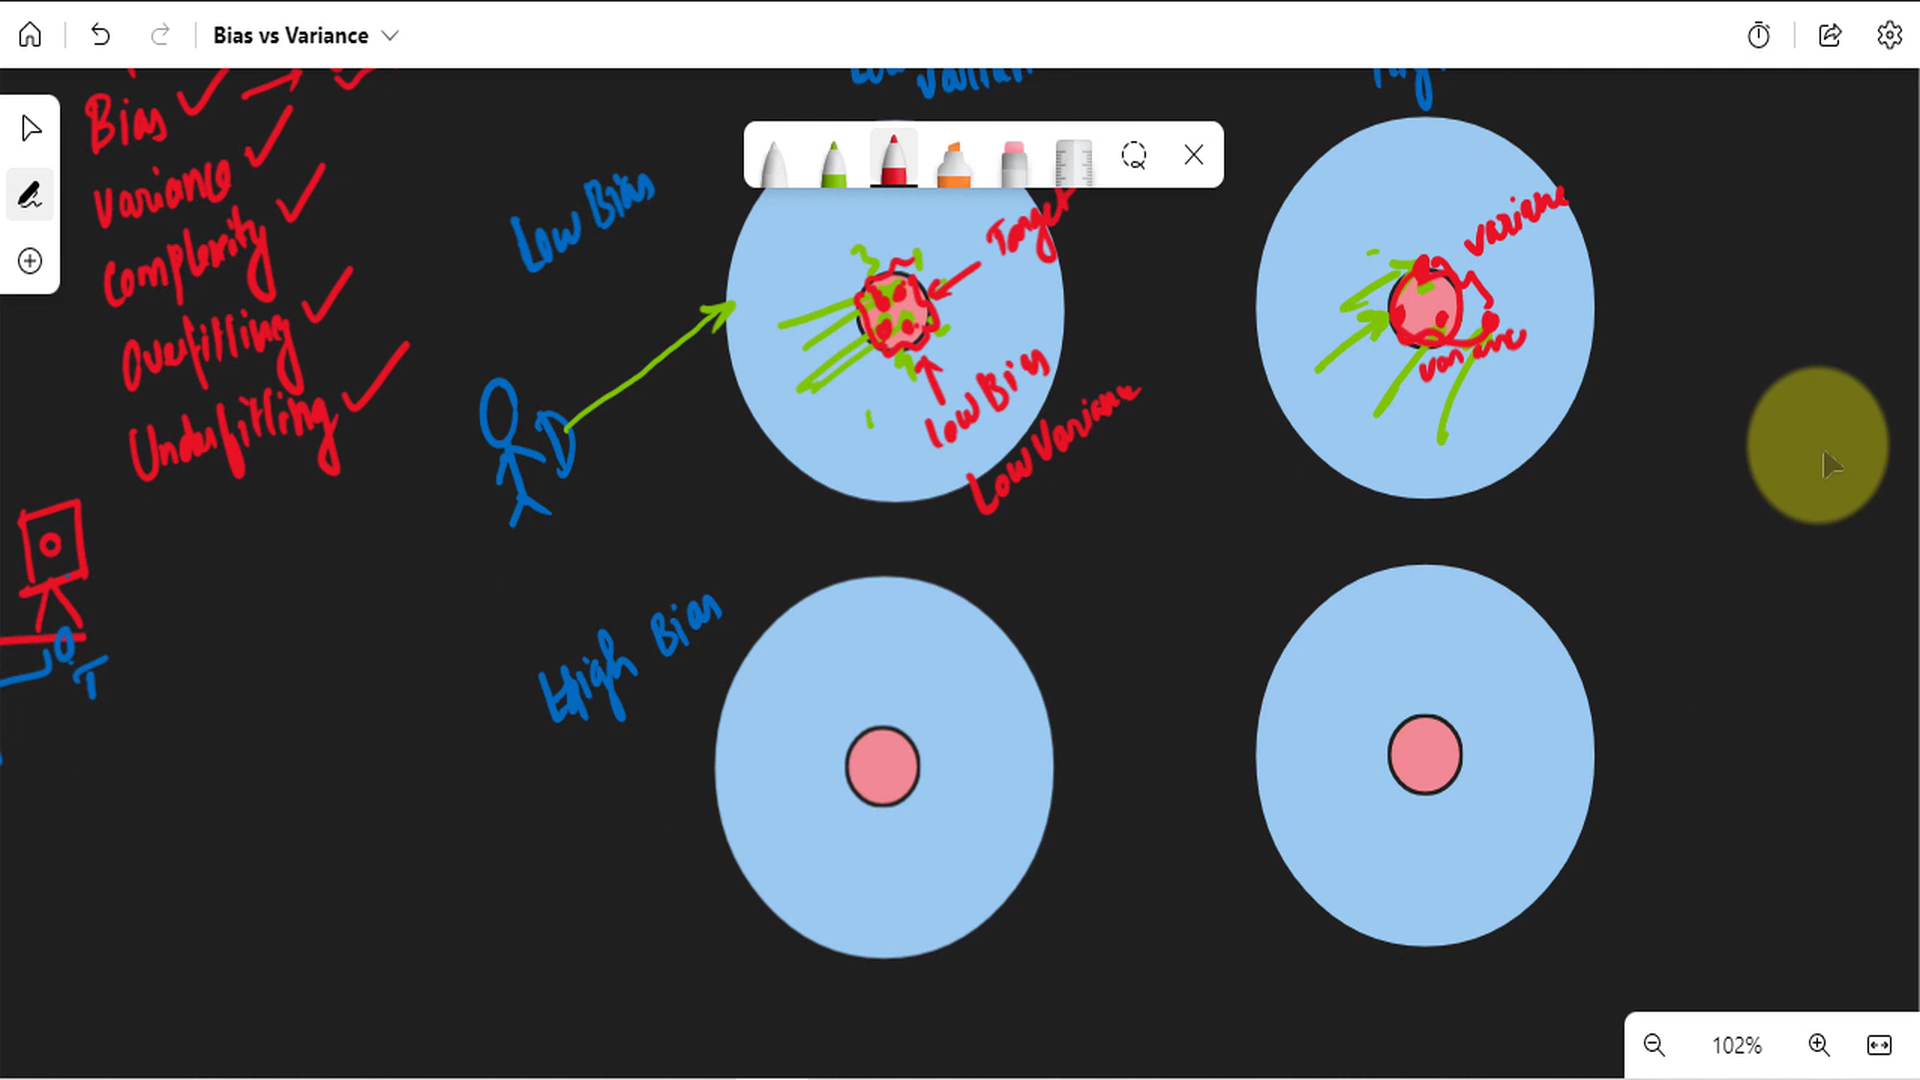 Bias vs Variance
Bias
Variance
Complexity
Overfitting
Underfitting
T
Low Bias
Target
Low Bias
Low Variance
Variance
High Bias
102%